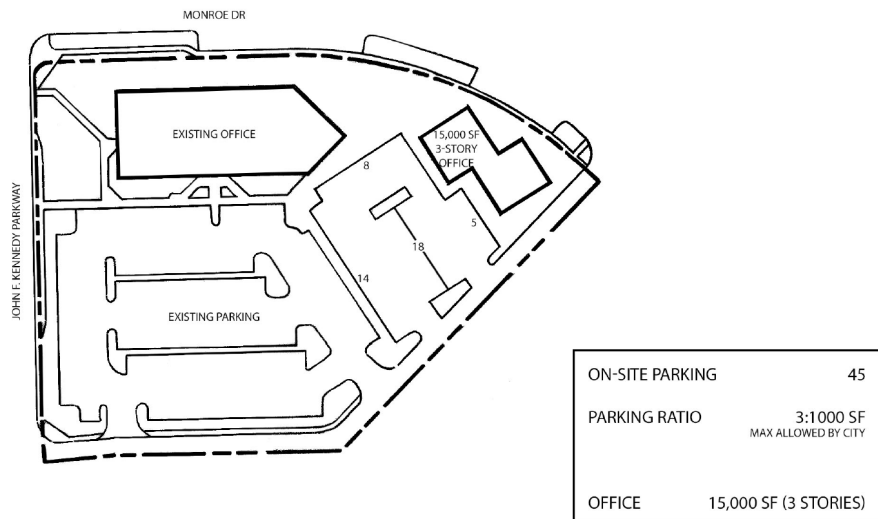 MONROE DR
JOHN F. KENNEDY PARKWAY
EXISTING OFFICE
15,000 SF
3-STORY
OFFICE
8
5
18
14
EXISTING PARKING
ON-SITE PARKING 45
PARKING RATIO 3:1000 SF
MAX ALLOWED BY CITY
OFFICE 15,000 SF (3 STORIES)